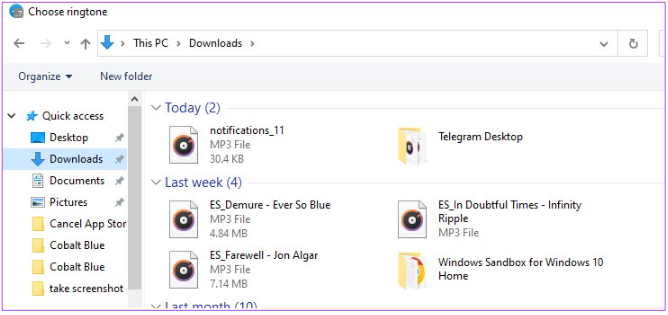 Choose ringtone
This PC > Downloads >
Organize
New folder
Quick access
Desktop
Downloads
Documents
Pictures
Cancel App Stor
Cobalt Blue
Cobalt Blue
take screenshot
Today (2)
notifications_11
MP3 File
30.4 KB
Telegram Desktop
Last week (4)
ES_Demure - Ever So Blue
MP3 File
4.84 MB
ES_In Doubtful Times - Infinity
Ripple
MP3 File
ES_Farewell - Jon Algar
MP3 File
7.14 MB
Windows Sandbox for Windows 10
Home
Last month (10)